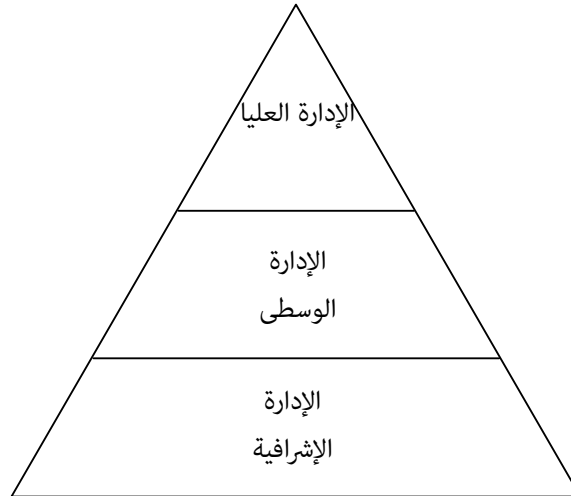 الإدارة العليا
الإدارة
الوسطى
الإدارة
الإشرافية